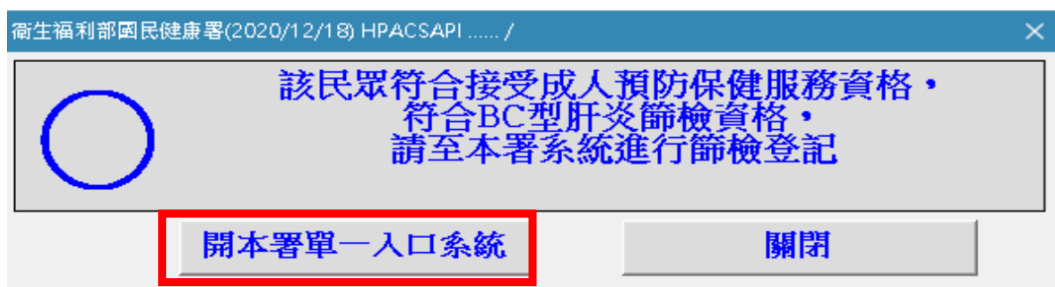 衛生福利部國民健康署(2020/12/18) HPACSAPI ...... /
該民眾符合接受成人預防保健服務資格，
符合BC型肝炎篩檢資格，
請至本署系統進行篩檢登記
開本署單一入口系統
關閉